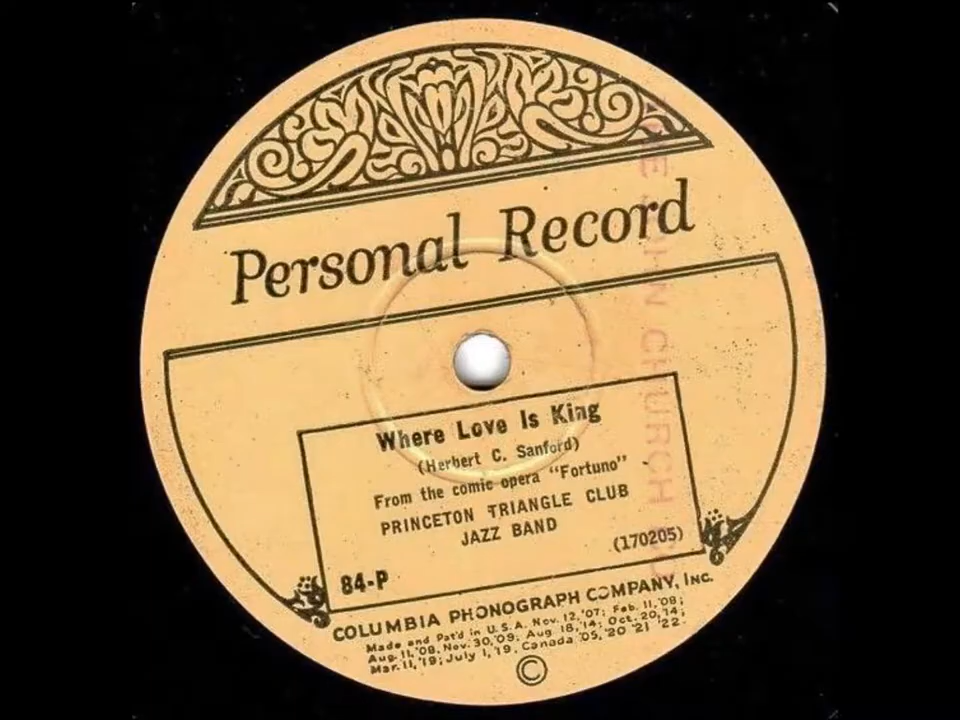 Personal Record
Where Love Is King
(Herbert C. Sanford)
From the comic opera "Fortuno"
PRINCETON TRIANGLE CLUB
JAZZ BAND
(170205)
84-P
COLUMBIA PHONOGRAPH COMPANY, INC.
Made and Pat'd in U.S.A. Nov. 12, '07; Feb. 11, '08;
Aug. 11, '08, Nov. 30, '09; Aug. 18, '14; Oct. 20, '14;
Mar. 11, '19; July 1, '19. Canada '05, '20 '21 '22.
©
JOHN CHURCH CO